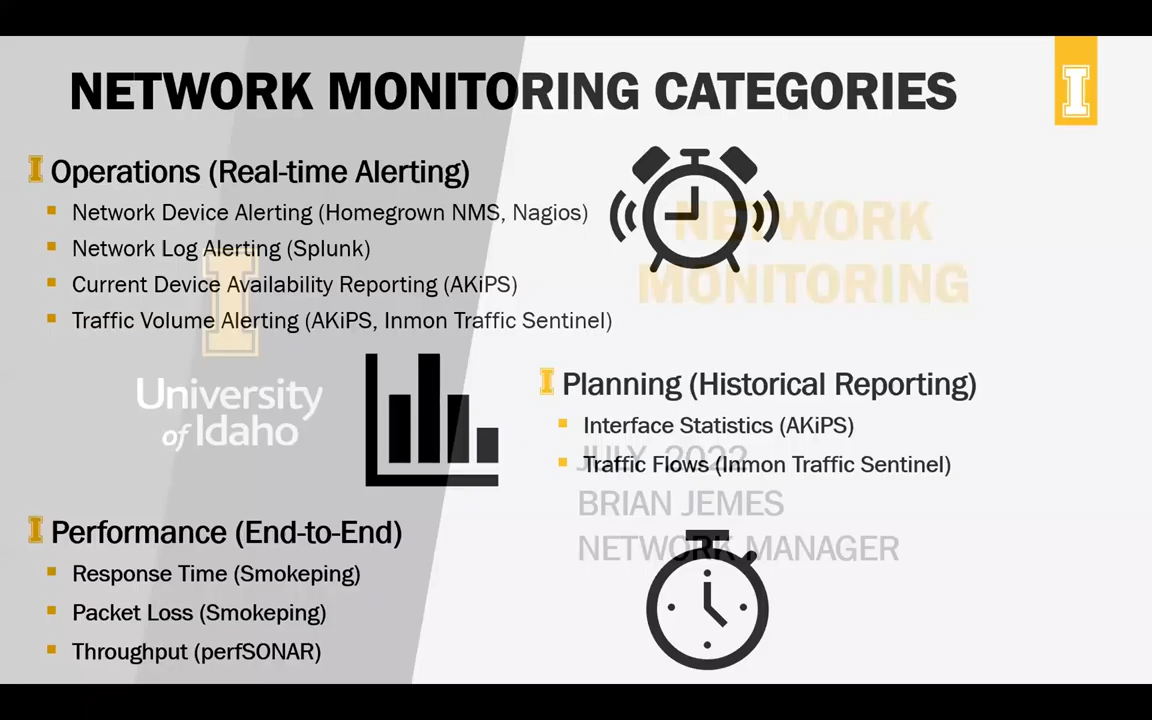 NETWORK MONITORING CATEGORIES
I
I Operations (Real-time Alerting)
Network Device Alerting (Homegrown NMS, Nagios)
Network Log Alerting (Splunk)
Current Device Availability Reporting (AKiPS)
Traffic Volume Alerting (AKiPS, Inmon Traffic Sentinel)
NETWORK
MONITORING
I
University
of Idaho
I Planning (Historical Reporting)
Interface Statistics (AKiPS)
Traffic Flows (Inmon Traffic Sentinel)
JULY, 2022
BRIAN JEMES
NETWORK MANAGER
I Performance (End-to-End)
Response Time (Smokeping)
Packet Loss (Smokeping)
Throughput (perfSONAR)